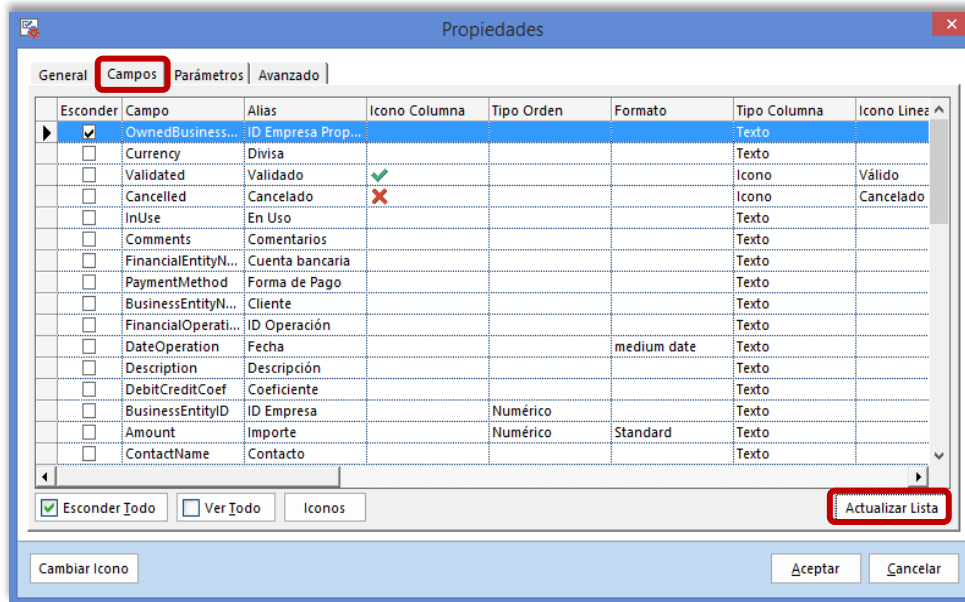 Propiedades
General Campos Parámetros Avanzado
Esconder Campo Alias Icono Columna Tipo Orden Formato Tipo Columna Icono Linea
OwnedBusiness... ID Empresa Prop... Texto
Currency Divisa Texto
Validated Validado Icono Válido
Cancelled Cancelado Icono Cancelado
InUse En Uso Texto
Comments Comentarios Texto
FinancialEntityN... Cuenta bancaria Texto
PaymentMethod Forma de Pago Texto
BusinessEntityN... Cliente Texto
FinancialOperati... ID Operación Texto
DateOperation Fecha medium date Texto
Description Descripción Texto
DebitCreditCoef Coeficiente Texto
BusinessEntityID ID Empresa Numérico Texto
Amount Importe Numérico Standard Texto
ContactName Contacto Texto
Esconder Todo Ver Todo Iconos Actualizar Lista
Cambiar Icono Aceptar Cancelar